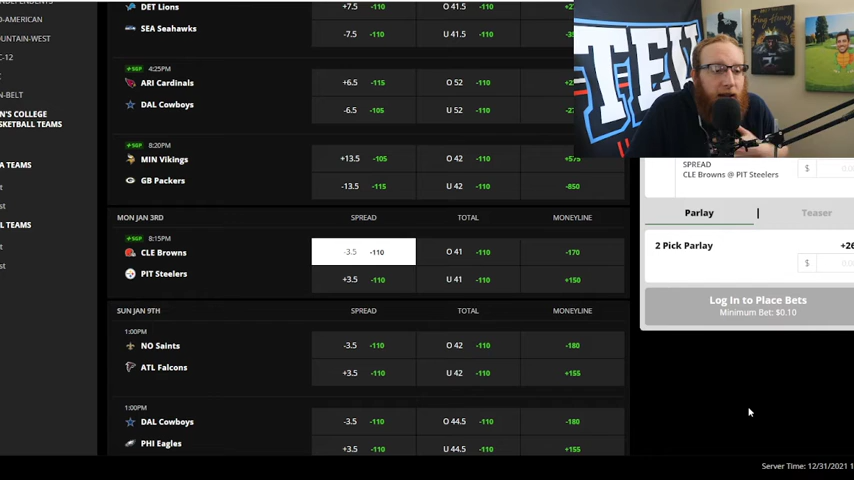 DET Lions +7.5 -110 O 41.5 -110
SEA Seahawks -7.5 -110 U 41.5 -110
SGP 4:25PM
ARI Cardinals +6.5 -115 O 52 -110
DAL Cowboys -6.5 -105 U 52 -110
SGP 8:20PM
MIN Vikings +13.5 -105 O 42 -110 +575
GB Packers -13.5 -115 U 42 -110 -850
MON JAN 3RD SPREAD TOTAL MONEYLINE
SGP 8:15PM
CLE Browns -3.5 -110 O 41 -110 -170
PIT Steelers +3.5 -110 U 41 -110 +150
SUN JAN 9TH SPREAD TOTAL MONEYLINE
1:00PM
NO Saints -3.5 -110 O 42 -110 -180
ATL Falcons +3.5 -110 U 42 -110 +155
1:00PM
DAL Cowboys -3.5 -110 O 44.5 -110 -180
PHI Eagles +3.5 -110 U 44.5 -110 +155
SPREAD
CLE Browns @ PIT Steelers $
Parlay | Teaser
2 Pick Parlay
$
Log In to Place Bets
Minimum Bet: $0.10
Server Time: 12/31/2021
TEN
King Henry